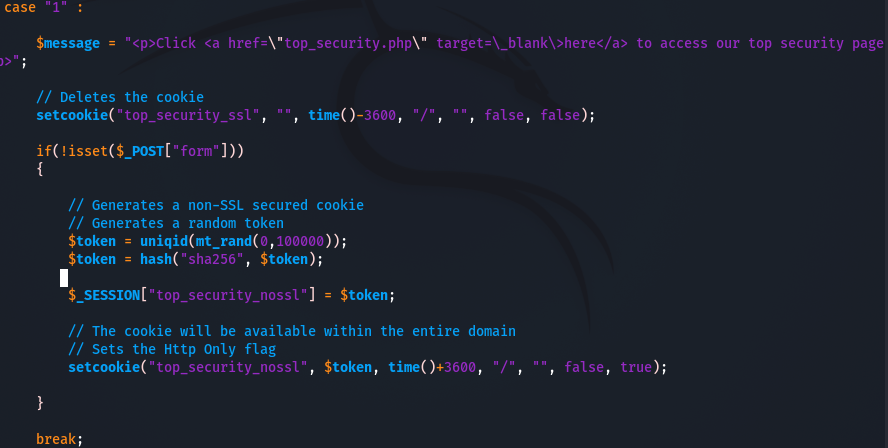 case "1" :
$message = "<p>Click <a href=\"top_security.php\" target=\_blank\>here</a> to access our top security page
p>";
// Deletes the cookie
setcookie("top_security_ssl", "", time()-3600, "/", "", false, false);
if(!isset($_POST["form"]))
{
// Generates a non-SSL secured cookie
// Generates a random token
$token = uniqid(mt_rand(0,100000));
$token = hash("sha256", $token);
$_SESSION["top_security_nossl"] = $token;
// The cookie will be available within the entire domain
// Sets the Http Only flag
setcookie("top_security_nossl", $token, time()+3600, "/", "", false, true);
}
break;